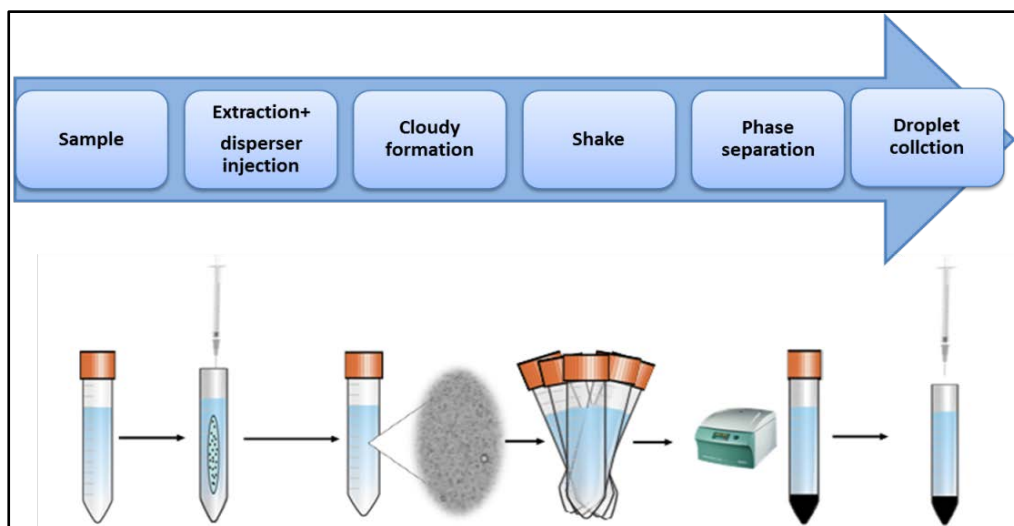 Sample
Extraction+
disperser
injection
Cloudy
formation
Shake
Phase
separation
Droplet
collction